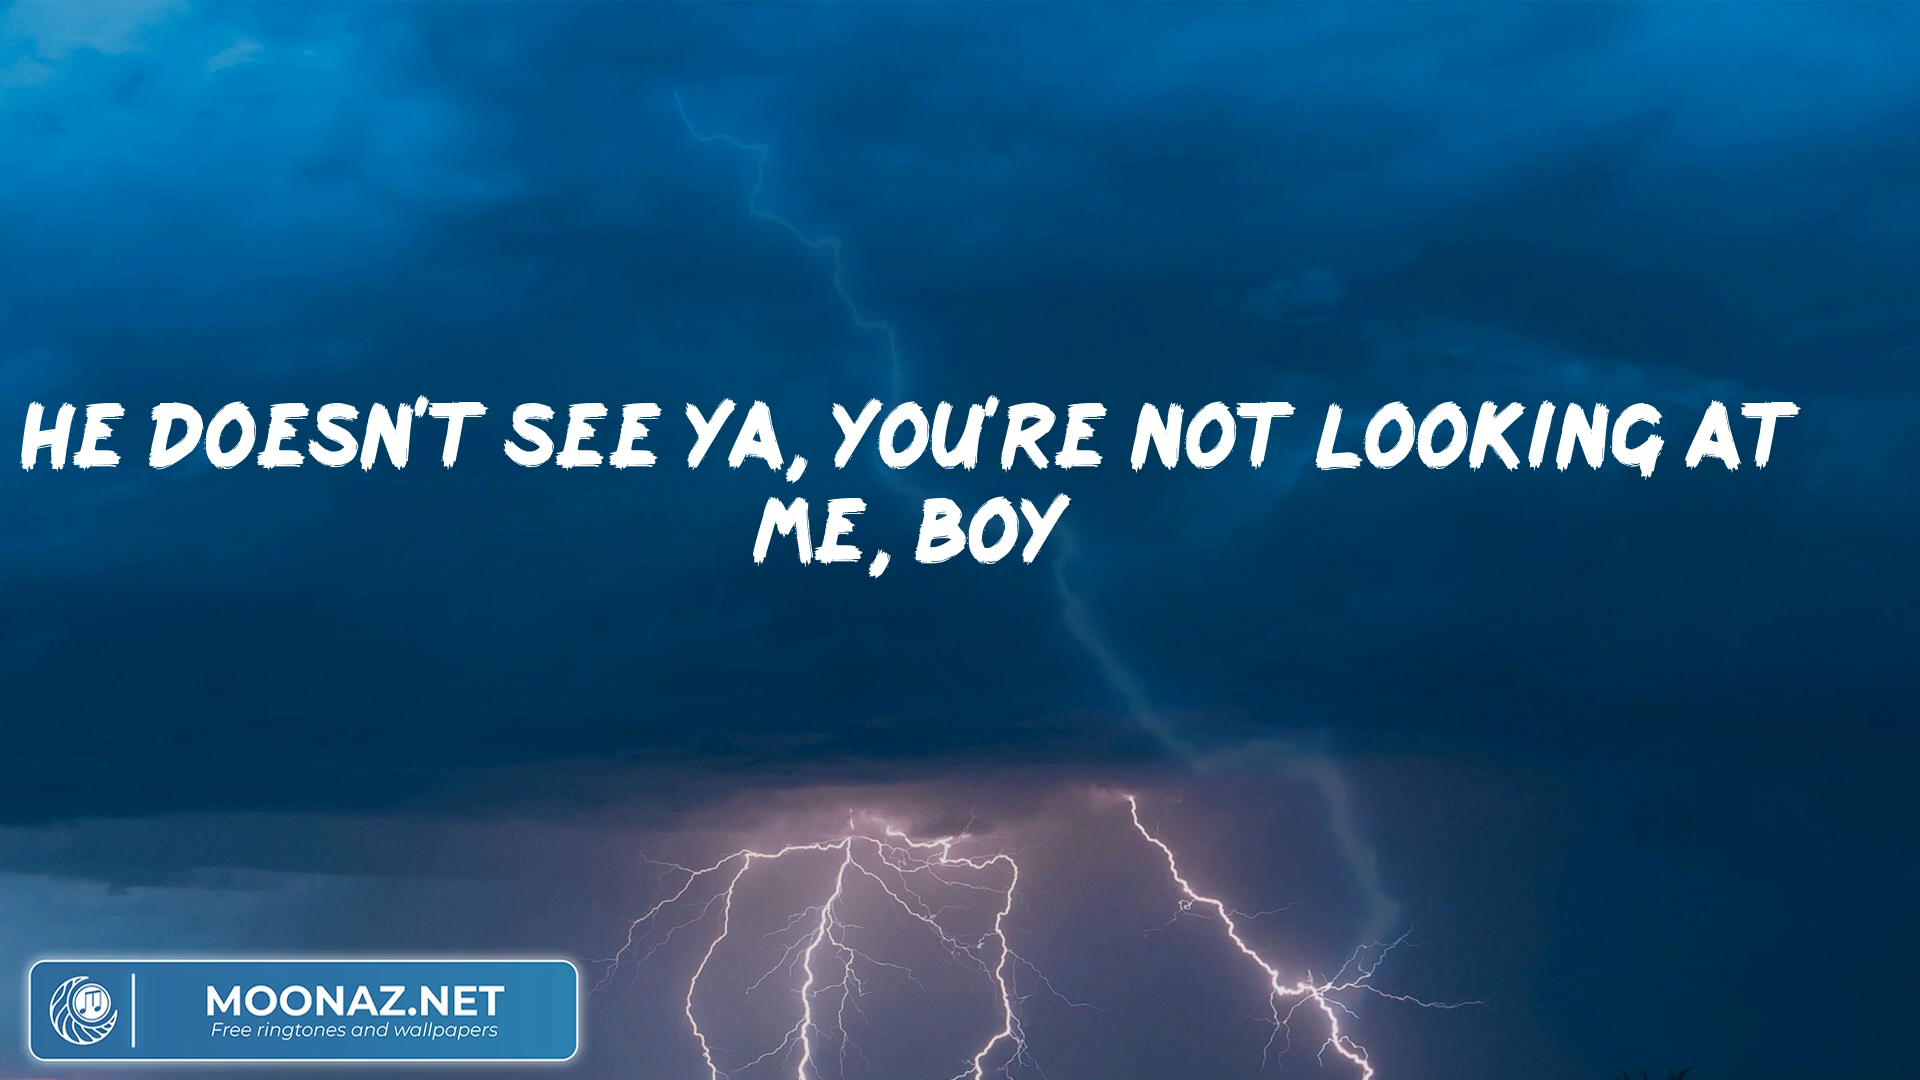 HE DOESN'T SEE YA, YOU'RE NOT LOOKING AT
ME, BOY
MOONAZ.NET
Free ringtones and wallpapers